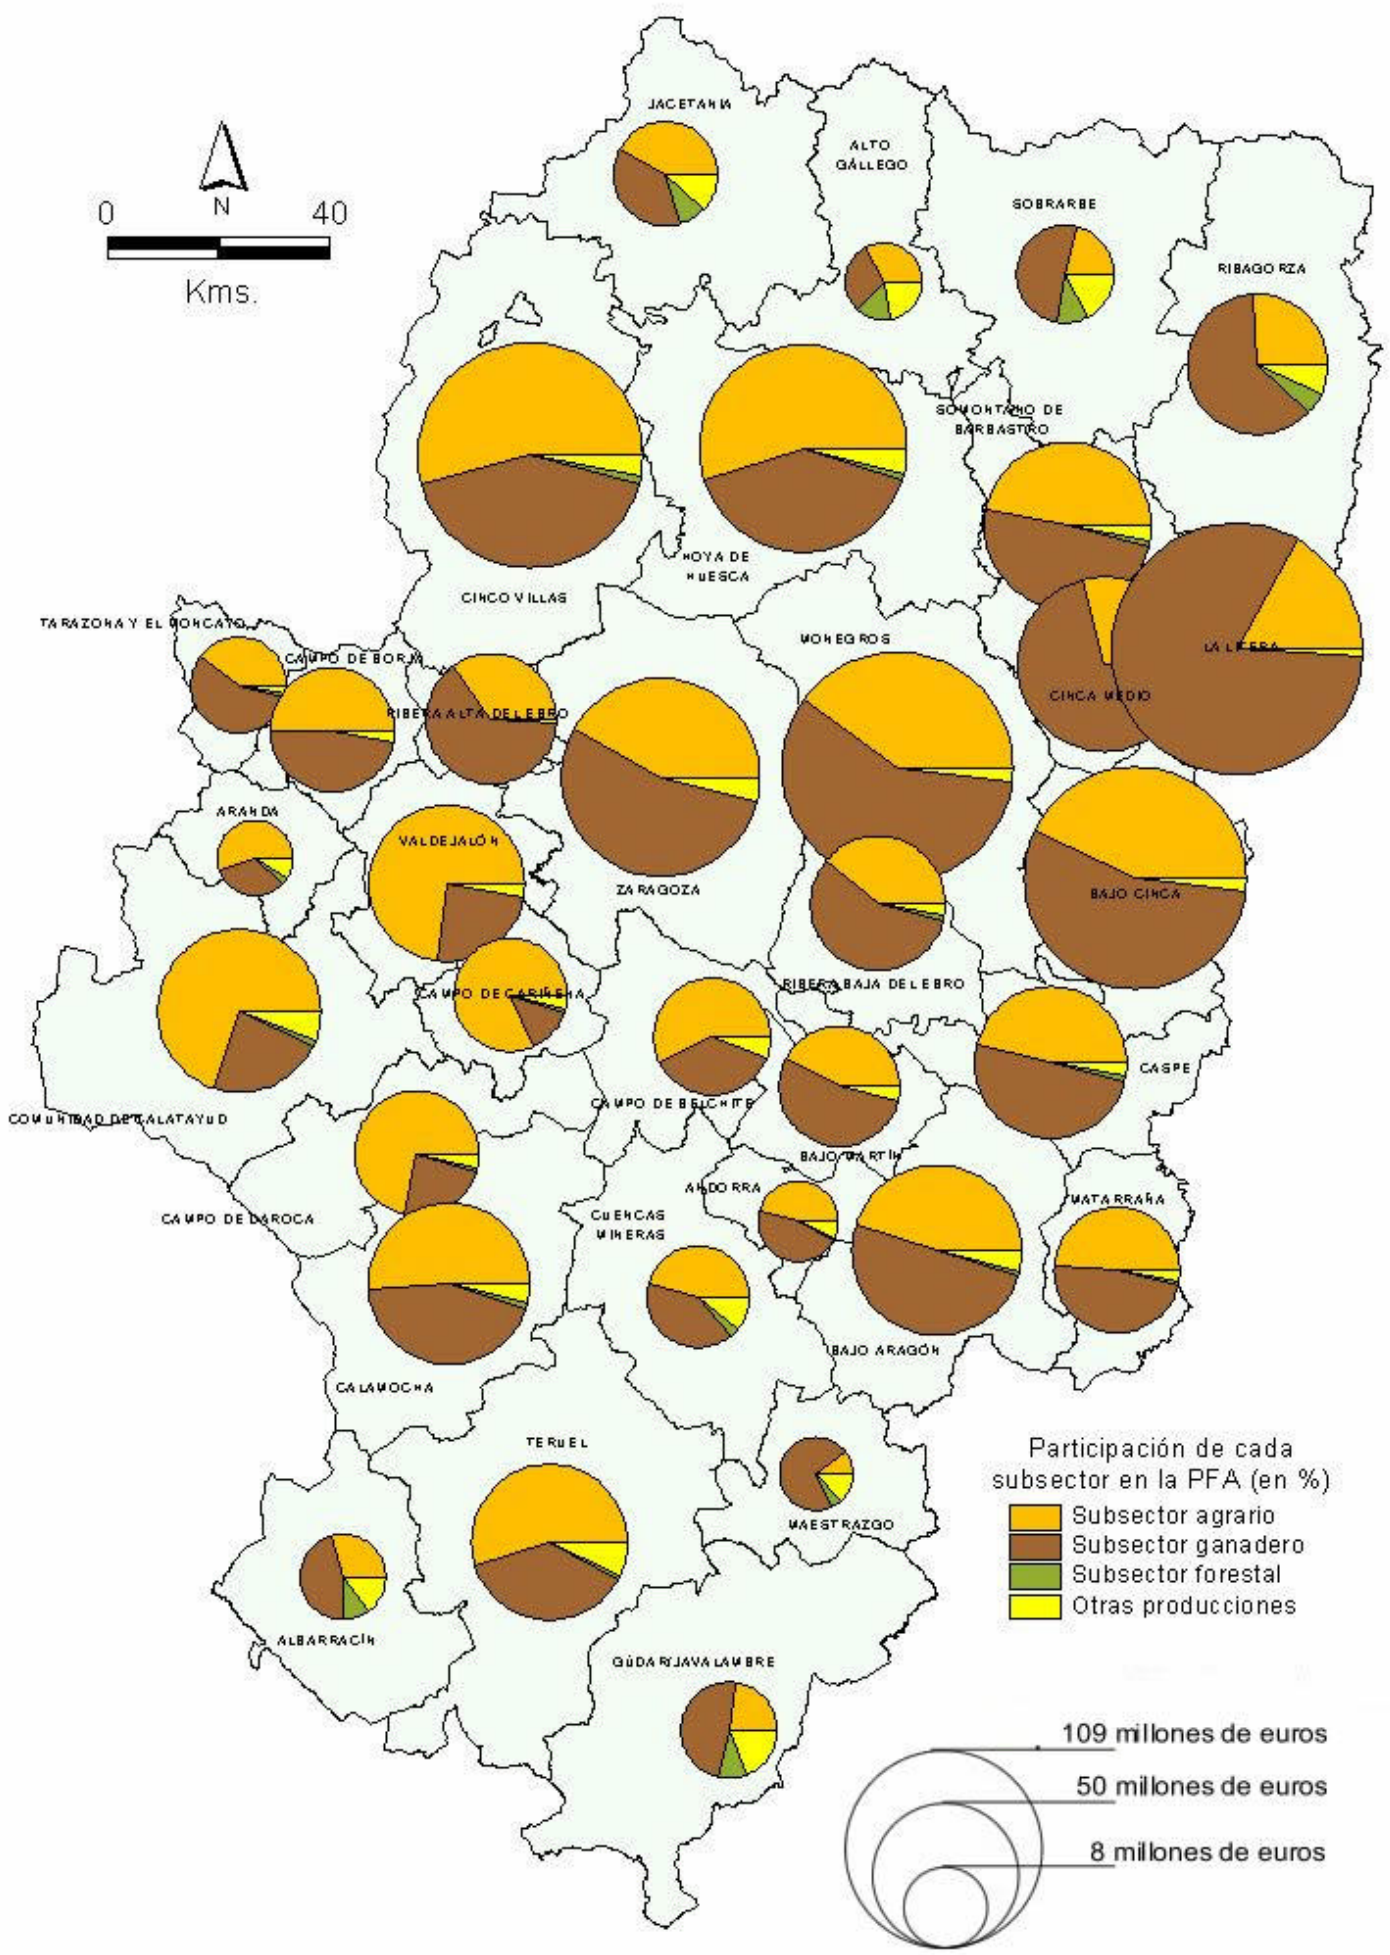 JACETANIA
ALTO
GÁLLEGO
SOBRARBE
RIBAGORZA
N
0 40
Kms.
SOMONTANO DE
BARBASTRO
HOYA DE
HUESCA
CINCO VILLAS
TARAZONA Y EL MONCAYO
CAMPO DE BORJA
RIBERA ALTA DEL EBRO
MONEGROS
LA LITERA
CINCA MEDIO
ARANDA
VALDEJALÓN
ZARAGOZA
BAJO CINCA
CAMPO DE CARIÑENA
RIBERA BAJA DEL EBRO
CASPE
CAMPO DE BELCHITE
COMUNIDAD DE CALATAYUD
BAJO MARTÍN
ANDORRA
MATARRAÑA
CAMPO DE DAROCA
CUENCAS
MINERAS
BAJO ARAGÓN
CALAMOCHA
TERUEL
MAESTRAZGO
ALBARRACÍN
GÚDAR/JAVALAMBRE
Participación de cada
subsector en la PFA (en %)
Subsector agrario
Subsector ganadero
Subsector forestal
Otras producciones
109 millones de euros
50 millones de euros
8 millones de euros